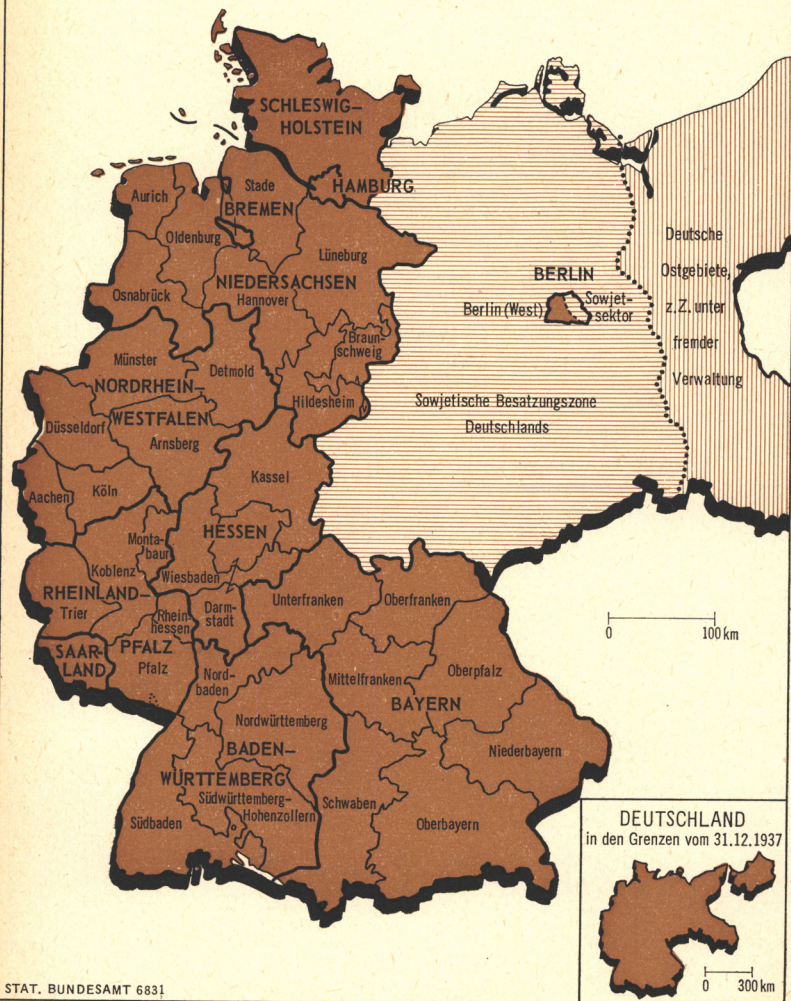 SCHLESWIG–
HOLSTEIN
HAMBURG
Stade
BREMEN
Aurich
Oldenburg
Lüneburg
NIEDERSACHSEN
Hannover
Osnabrück
Braun-
schweig
Hildesheim
BERLIN
Berlin (West)
Sowjet-
sektor
Deutsche
Ostgebiete,
z.Z. unter
fremder
Verwaltung
Sowjetische Besatzungszone
Deutschlands
Münster
Detmold
NORDRHEIN–
WESTFALEN
Düsseldorf
Arnsberg
Aachen
Köln
Kassel
HESSEN
Wiesbaden
Darm-
stadt
Monta-
baur
Koblenz
RHEINLAND–
Trier
Rhein-
hessen
PFALZ
Pfalz
SAAR-
LAND
Unterfranken
Oberfranken
Mittelfranken
Oberpfalz
BAYERN
Niederbayern
Schwaben
Oberbayern
Nord-
baden
Nordwürttemberg
BADEN–
WÜRTTEMBERG
Südwürttemberg-
Hohenzollern
Südbaden
0 100 km
DEUTSCHLAND
in den Grenzen vom 31.12.1937
0 300 km
STAT. BUNDESAMT 6831